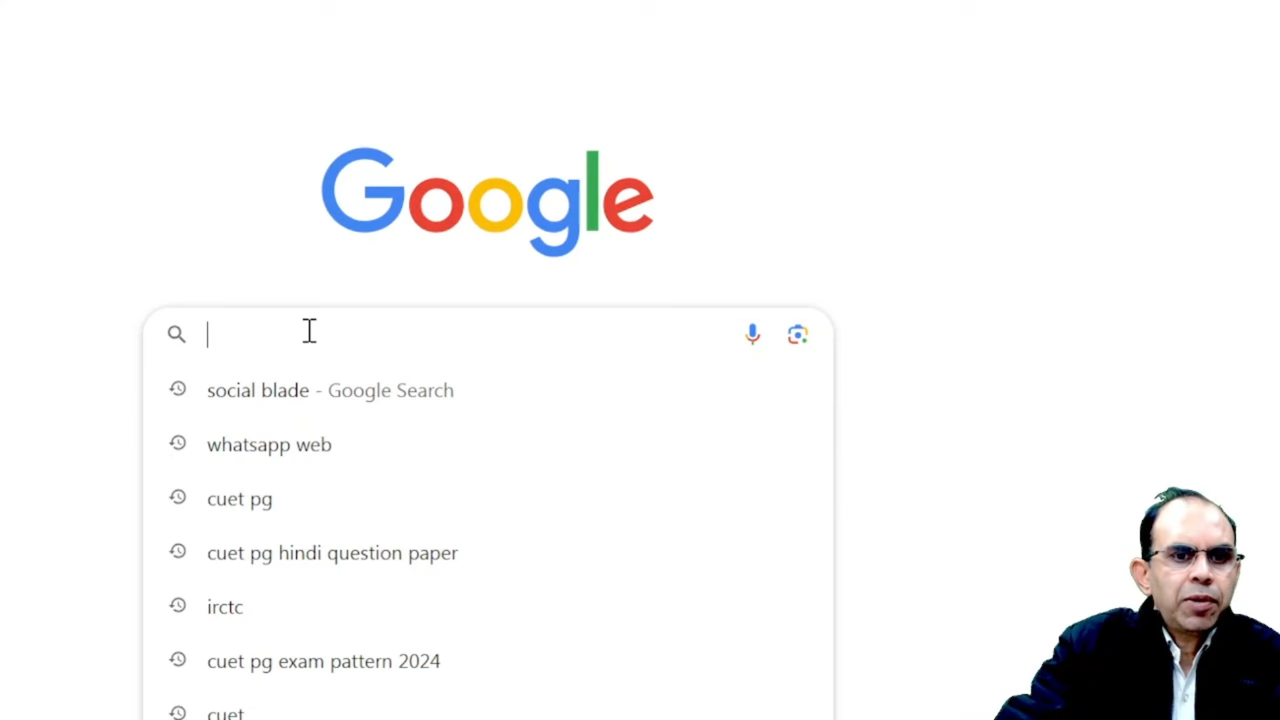 Google
social blade - Google Search
whatsapp web
cuet pg
cuet pg hindi question paper
irctc
cuet pg exam pattern 2024
cuet